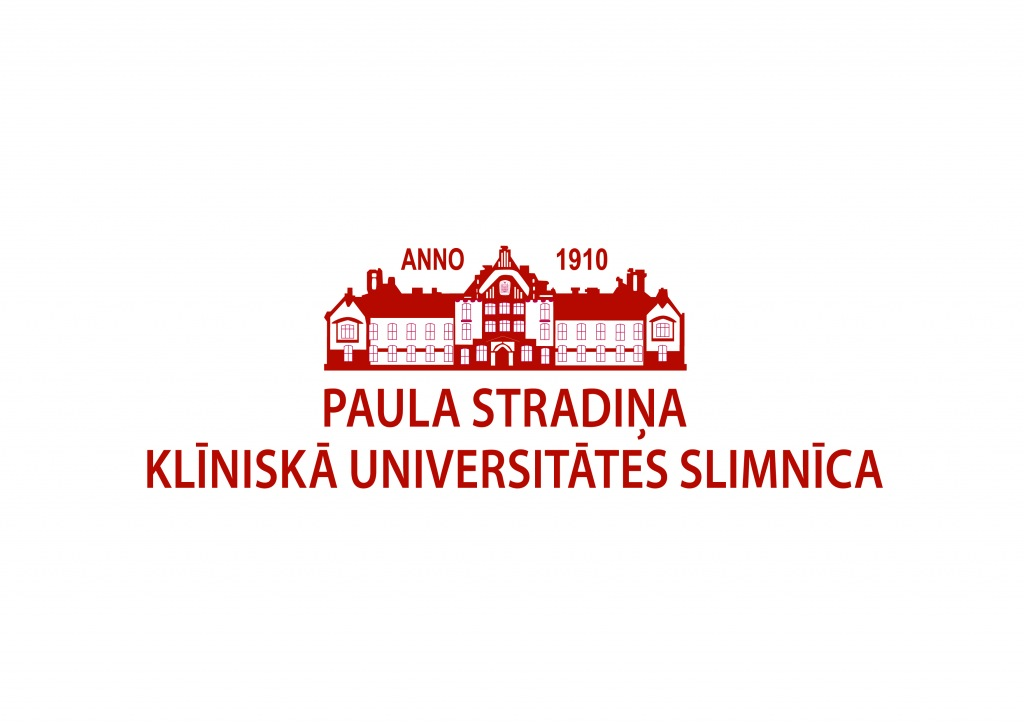 ANNO 1910
PAULA STRADIŅA
KLĪNISKĀ UNIVERSITĀTES SLIMNĪCA